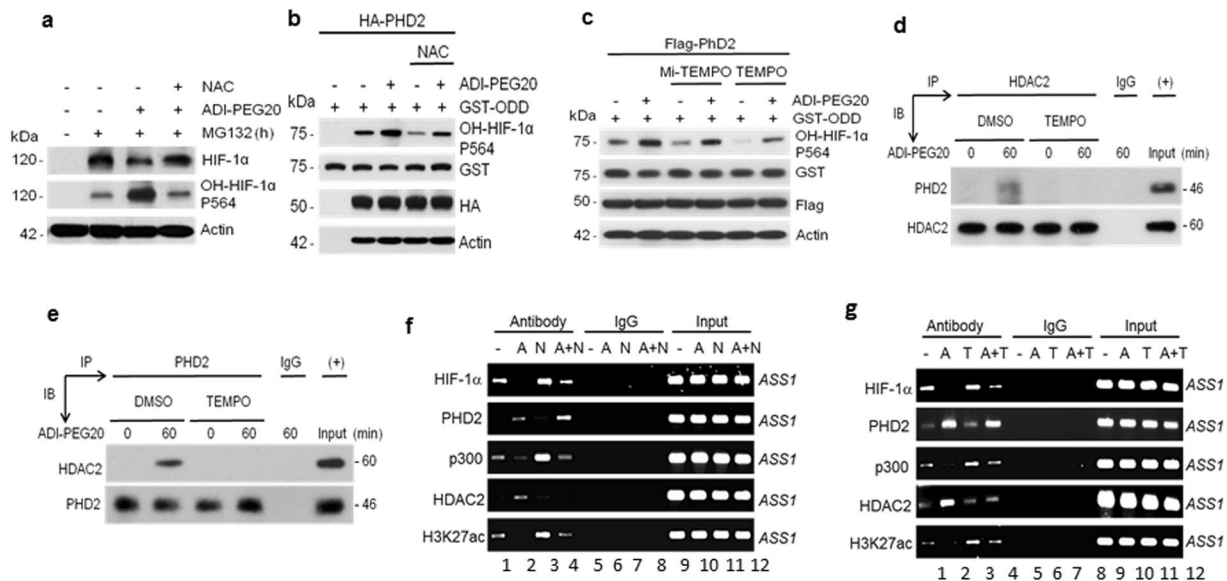 a
NAC
- - - +
ADI-PEG20
- - + +
kDa
MG132(h)
- + + +
120-
HIF-1α
120-
OH-HIF-1α
P564
42-
Actin
b
HA-PHD2
NAC
- - + - +
ADI-PEG20
kDa
+ + + + +
GST-ODD
75-
OH-HIF-1α
P564
75-
GST
50-
HA
42-
Actin
c
Flag-PhD2
Mi-TEMPO TEMPO
- + - + - +
ADI-PEG20
kDa
+ + + + + +
GST-ODD
75-
OH-HIF-1α
P564
75-
GST
50-
Flag
42-
Actin
d
IP
HDAC2 IgG (+)
IB
DMSO TEMPO
ADI-PEG20 0 60 0 60 60 Input (min)
PHD2 - 46
HDAC2 - 60
e
IP
PHD2 IgG (+)
IB
DMSO TEMPO
ADI-PEG20 0 60 0 60 60 Input (min)
HDAC2 - 60
PHD2 - 46
f
Antibody IgG Input
- A N A+N - A N A+N - A N A+N
HIF-1α ASS1
PHD2 ASS1
p300 ASS1
HDAC2 ASS1
H3K27ac ASS1
1 2 3 4 5 6 7 8 9 10 11 12
g
Antibody IgG Input
- A T A+T - A T A+T - A T A+T
HIF-1α ASS1
PHD2 ASS1
p300 ASS1
HDAC2 ASS1
H3K27ac ASS1
1 2 3 4 5 6 7 8 9 10 11 12